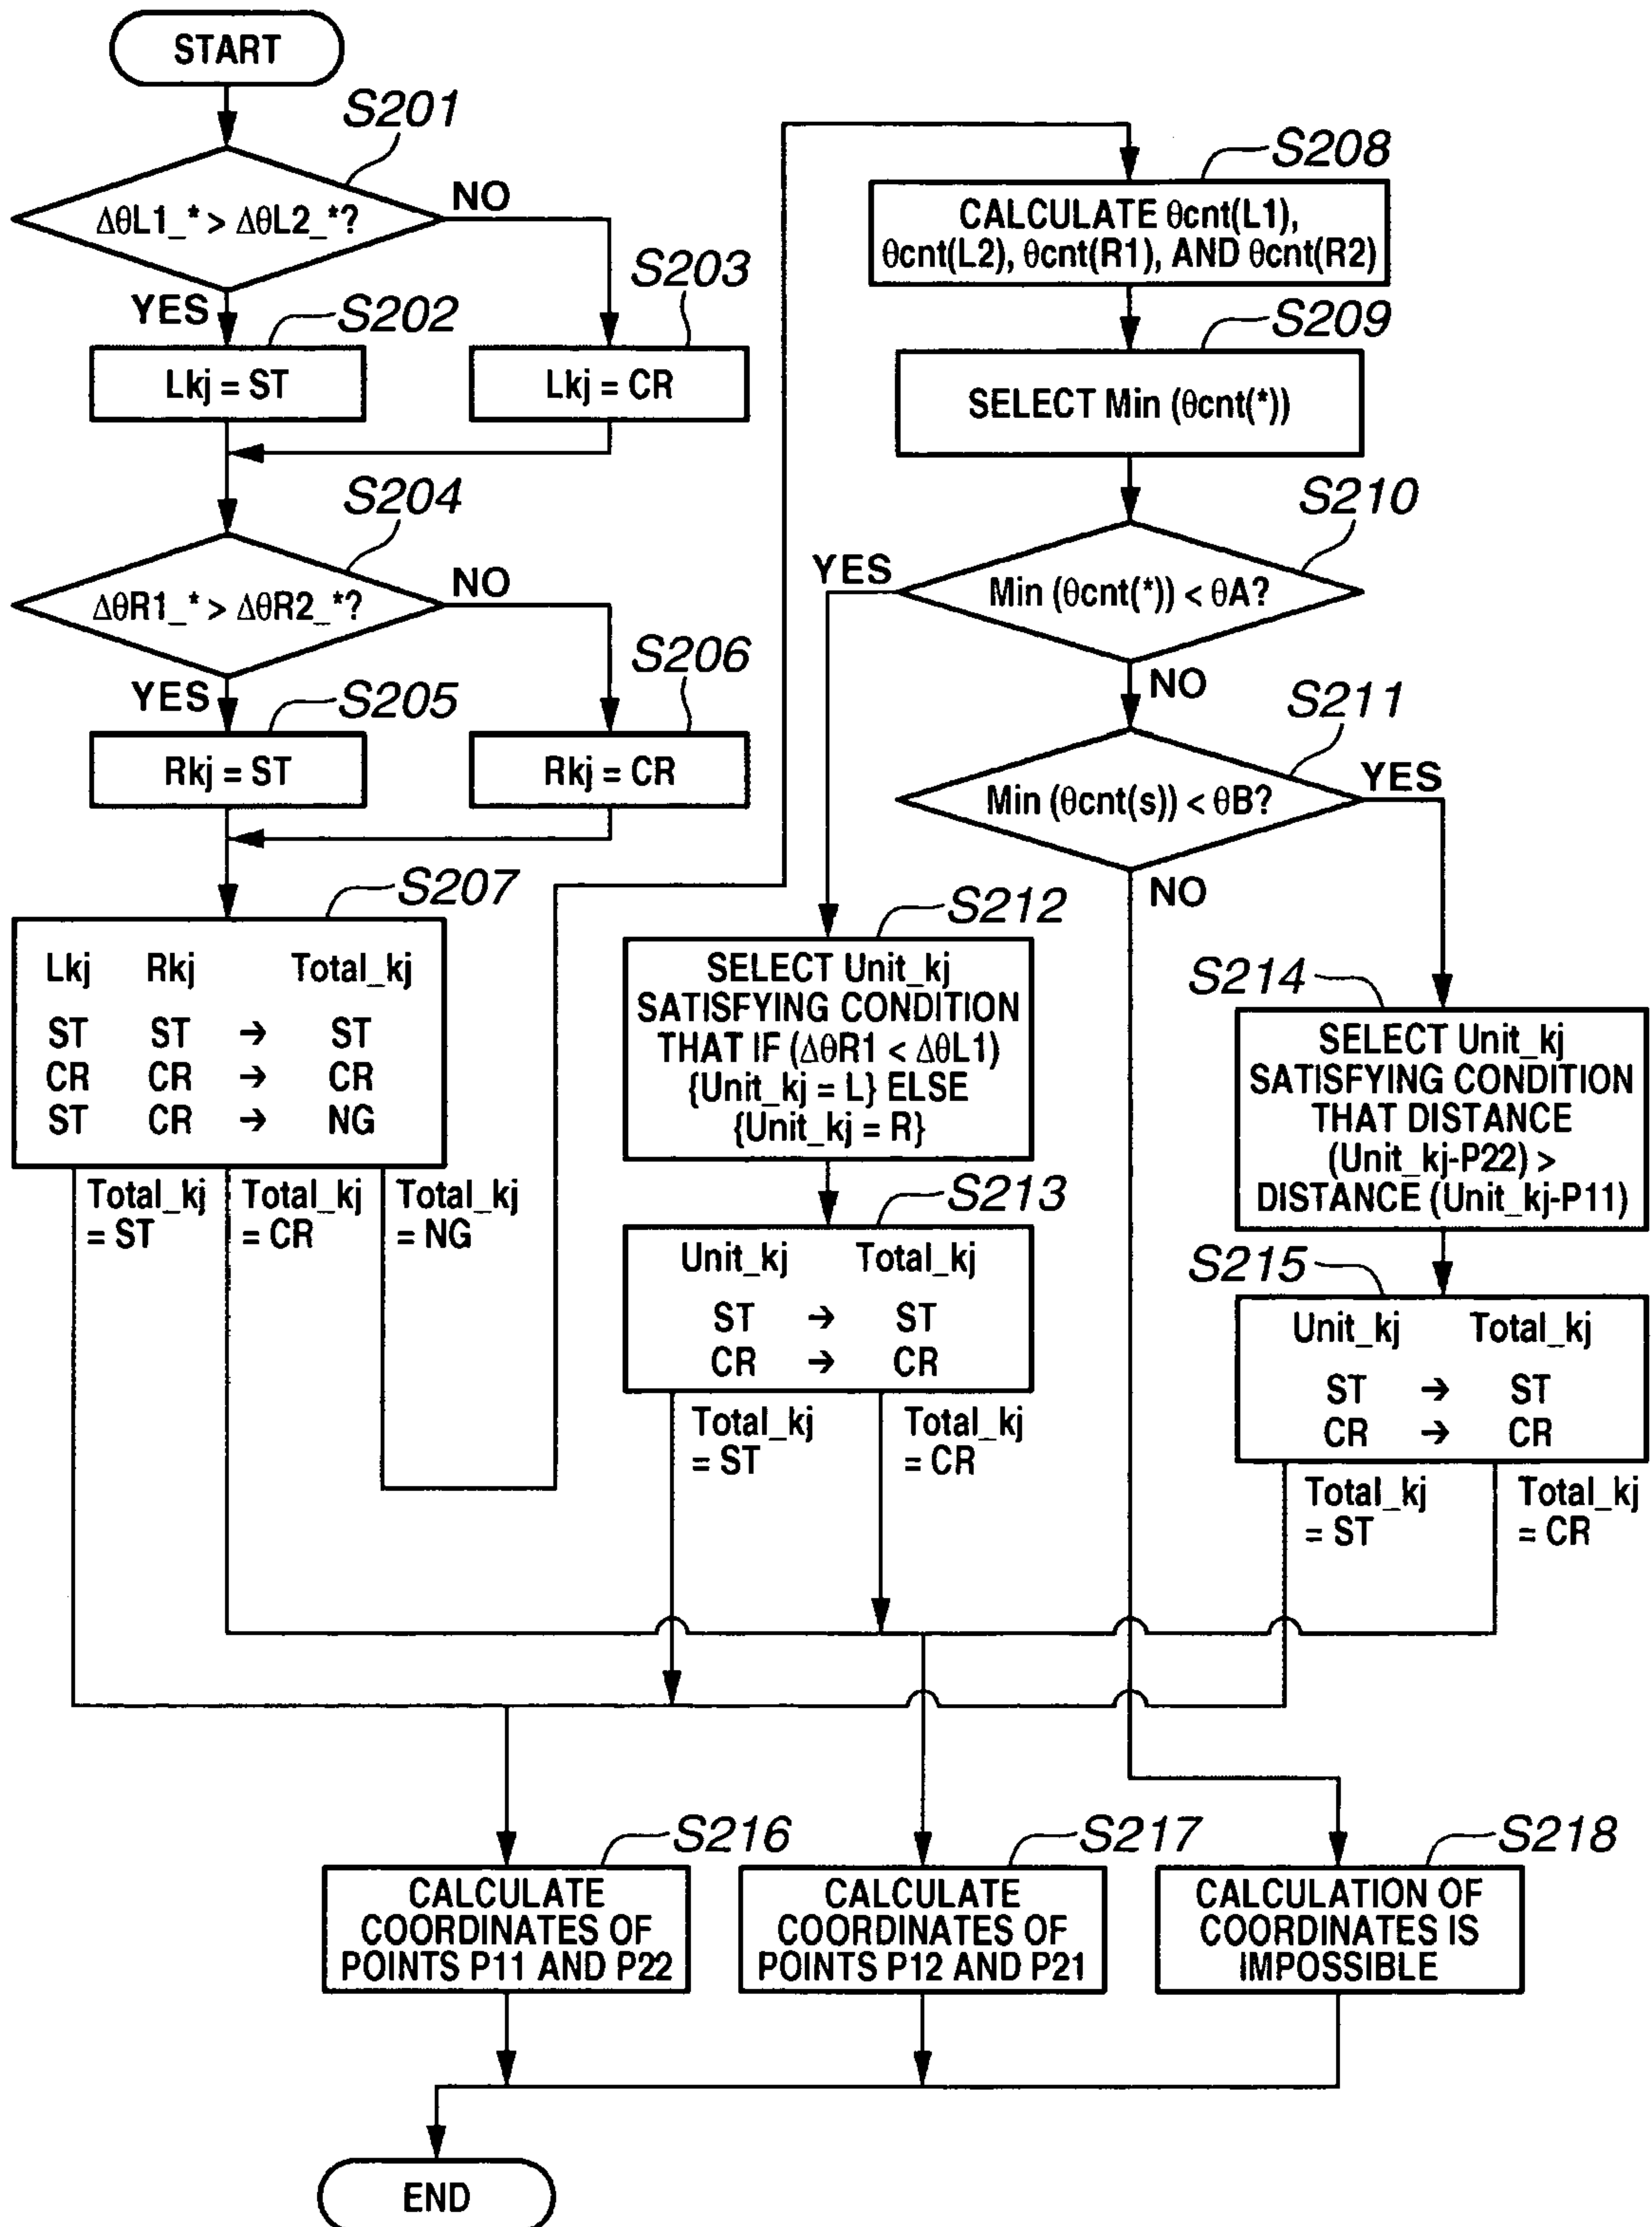 START
S201
ΔθL1_* > ΔθL2_*?
NO
YES
S202
Lkj = ST
S203
Lkj = CR
S204
ΔθR1_* > ΔθR2_*?
NO
YES
S205
Rkj = ST
S206
Rkj = CR
S207
Lkj Rkj Total_kj
ST ST → ST
CR CR → CR
ST CR → NG
Total_kj
= ST
Total_kj
= CR
Total_kj
= NG
S208
CALCULATE θcnt(L1),
θcnt(L2), θcnt(R1), AND θcnt(R2)
S209
SELECT Min (θcnt(*))
S210
Min (θcnt(*)) < θA?
YES
NO
S211
Min (θcnt(s)) < θB?
YES
NO
S212
SELECT Unit_kj
SATISFYING CONDITION
THAT IF (ΔθR1 < ΔθL1)
{Unit_kj = L} ELSE
{Unit_kj = R}
S213
Unit_kj Total_kj
ST → ST
CR → CR
Total_kj
= ST
Total_kj
= CR
S214
SELECT Unit_kj
SATISFYING CONDITION
THAT DISTANCE
(Unit_kj-P22) >
DISTANCE (Unit_kj-P11)
S215
Unit_kj Total_kj
ST → ST
CR → CR
Total_kj
= ST
Total_kj
= CR
S216
CALCULATE
COORDINATES OF
POINTS P11 AND P22
S217
CALCULATE
COORDINATES OF
POINTS P12 AND P21
S218
CALCULATION OF
COORDINATES IS
IMPOSSIBLE
END